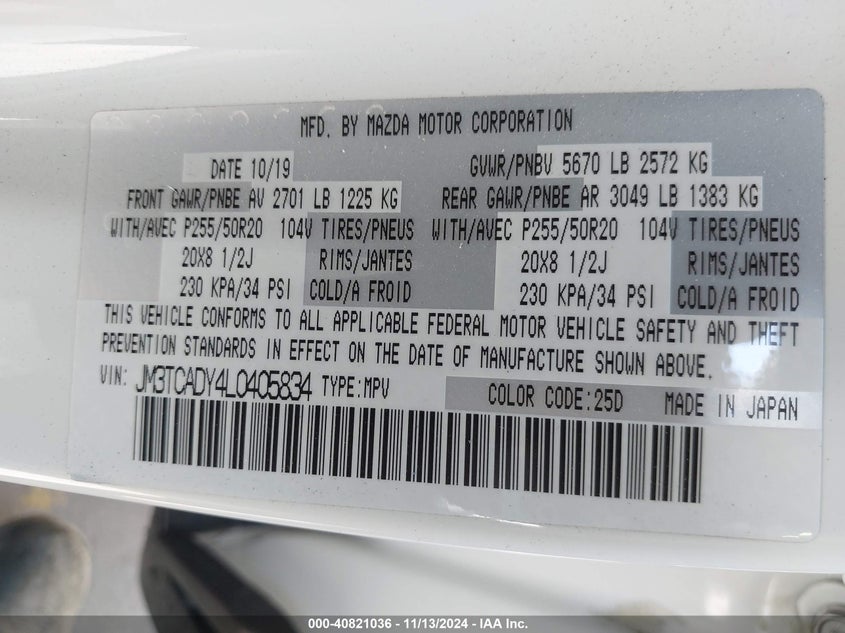 MFD. BY MAZDA MOTOR CORPORATION
DATE 10/19 GVWR/PNBV 5670 LB 2572 KG
FRONT GAWR/PNBE AV 2701 LB 1225 KG REAR GAWR/PNBE AR 3049 LB 1383 KG
WITH/AVEC P255/50R20 104V TIRES/PNEUS WITH/AVEC P255/50R20 104V TIRES/PNEUS
20X8 1/2J RIMS/JANTES 20X8 1/2J RIMS/JANTES
230 KPA/34 PSI COLD/A FROID 230 KPA/34 PSI COLD/A FROID
THIS VEHICLE CONFORMS TO ALL APPLICABLE FEDERAL MOTOR VEHICLE SAFETY AND THEFT
PREVENTION STANDARDS IN EFFECT ON THE DATE OF MANUFACTURE SHOWN ABOVE.
VIN: JM3TCADY4L0405834 TYPE:MPV COLOR CODE:25D MADE IN JAPAN
000-40821036 - 11/13/2024 - IAA Inc.